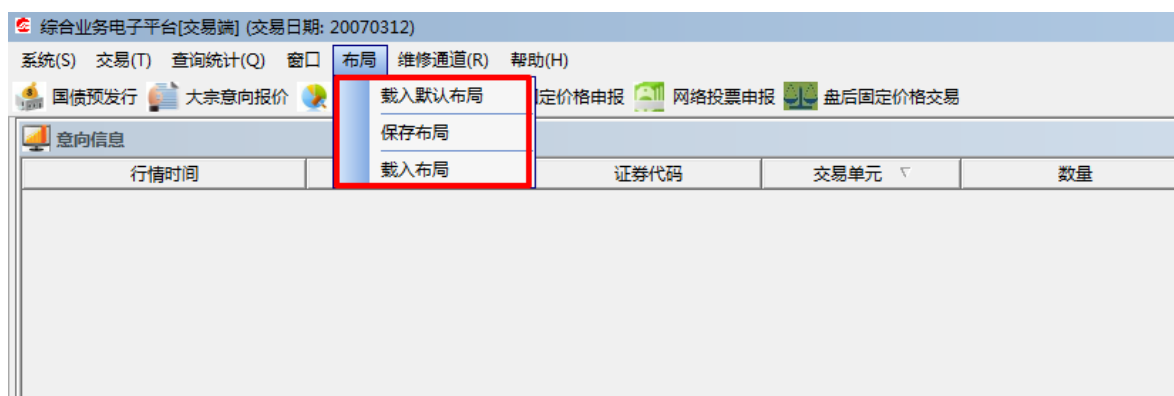 综合业务电子平台[交易端] (交易日期: 20070312)
系统(S) 交易(T) 查询统计(Q) 窗口 布局 维修通道(R) 帮助(H)
国债预发行 大宗意向报价 定价格申报 网络投票申报 盘后固定价格交易
载入默认布局
保存布局
载入布局
意向信息
行情时间 证券代码 交易单元 数量